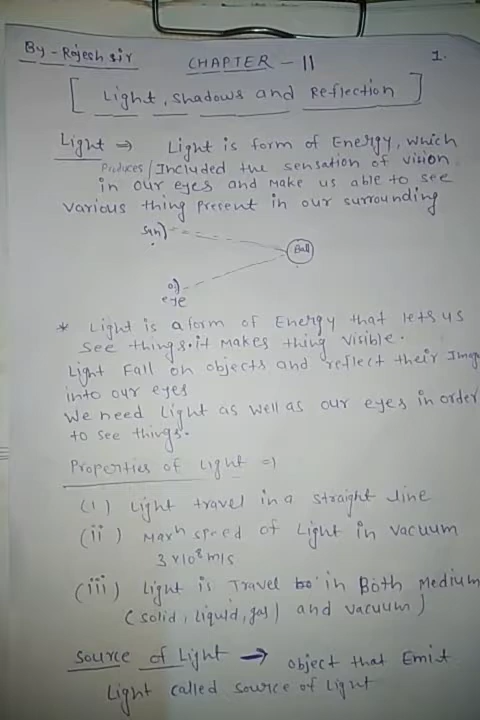 By - Rajesh sir
CHAPTER - 11
1.
[ Light, Shadows and Reflection ]
Light ⇒ Light is form of Energy, which
Produces/Included the sensation of vision
in our eyes and Make us able to see
various thing Present in our surrounding
Sun)
Ball
eye
* Light is a form of Energy that lets us
see things. it Makes thing visible.
Light Fall on objects and reflect their Imag
into our eyes
We need Light as well as our eyes in order
to see things.
Properties of Light ⇒
(i) Light travel in a straight line
(ii) Maxm speed of Light in vacuum
3 x 10⁸ m/s
(iii) Light is Travel in Both Medium
(solid, liquid, gas) and vacuum)
Source of Light → object that Emit
Light called source of Light